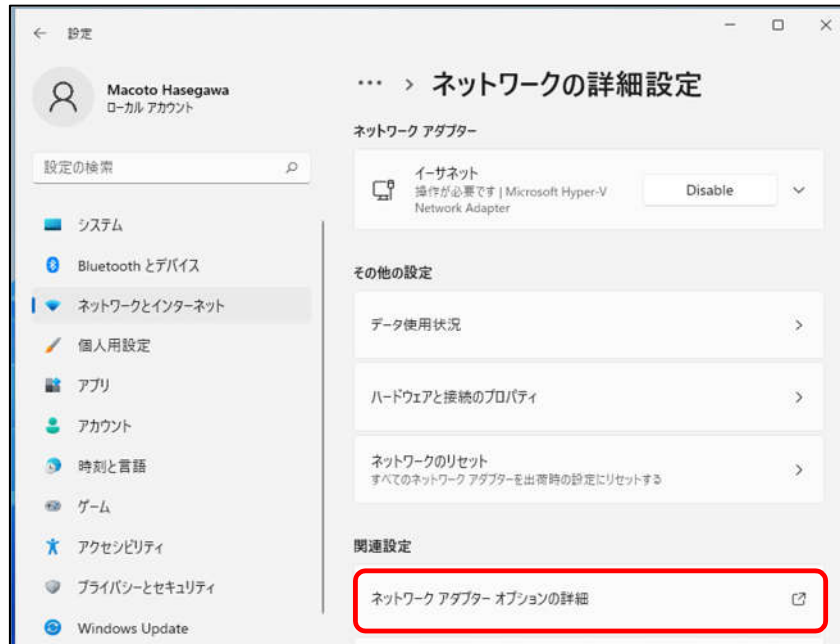 設定
Macoto Hasegawa
ローカル アカウント
設定の検索
システム
Bluetooth とデバイス
ネットワークとインターネット
個人用設定
アプリ
アカウント
時刻と言語
ゲーム
アクセシビリティ
プライバシーとセキュリティ
Windows Update
… › ネットワークの詳細設定
ネットワーク アダプター
イーサネット
操作が必要です | Microsoft Hyper-V
Network Adapter
Disable
その他の設定
データ使用状況
ハードウェアと接続のプロパティ
ネットワークのリセット
すべてのネットワーク アダプターを出荷時の設定にリセットする
関連設定
ネットワーク アダプター オプションの詳細